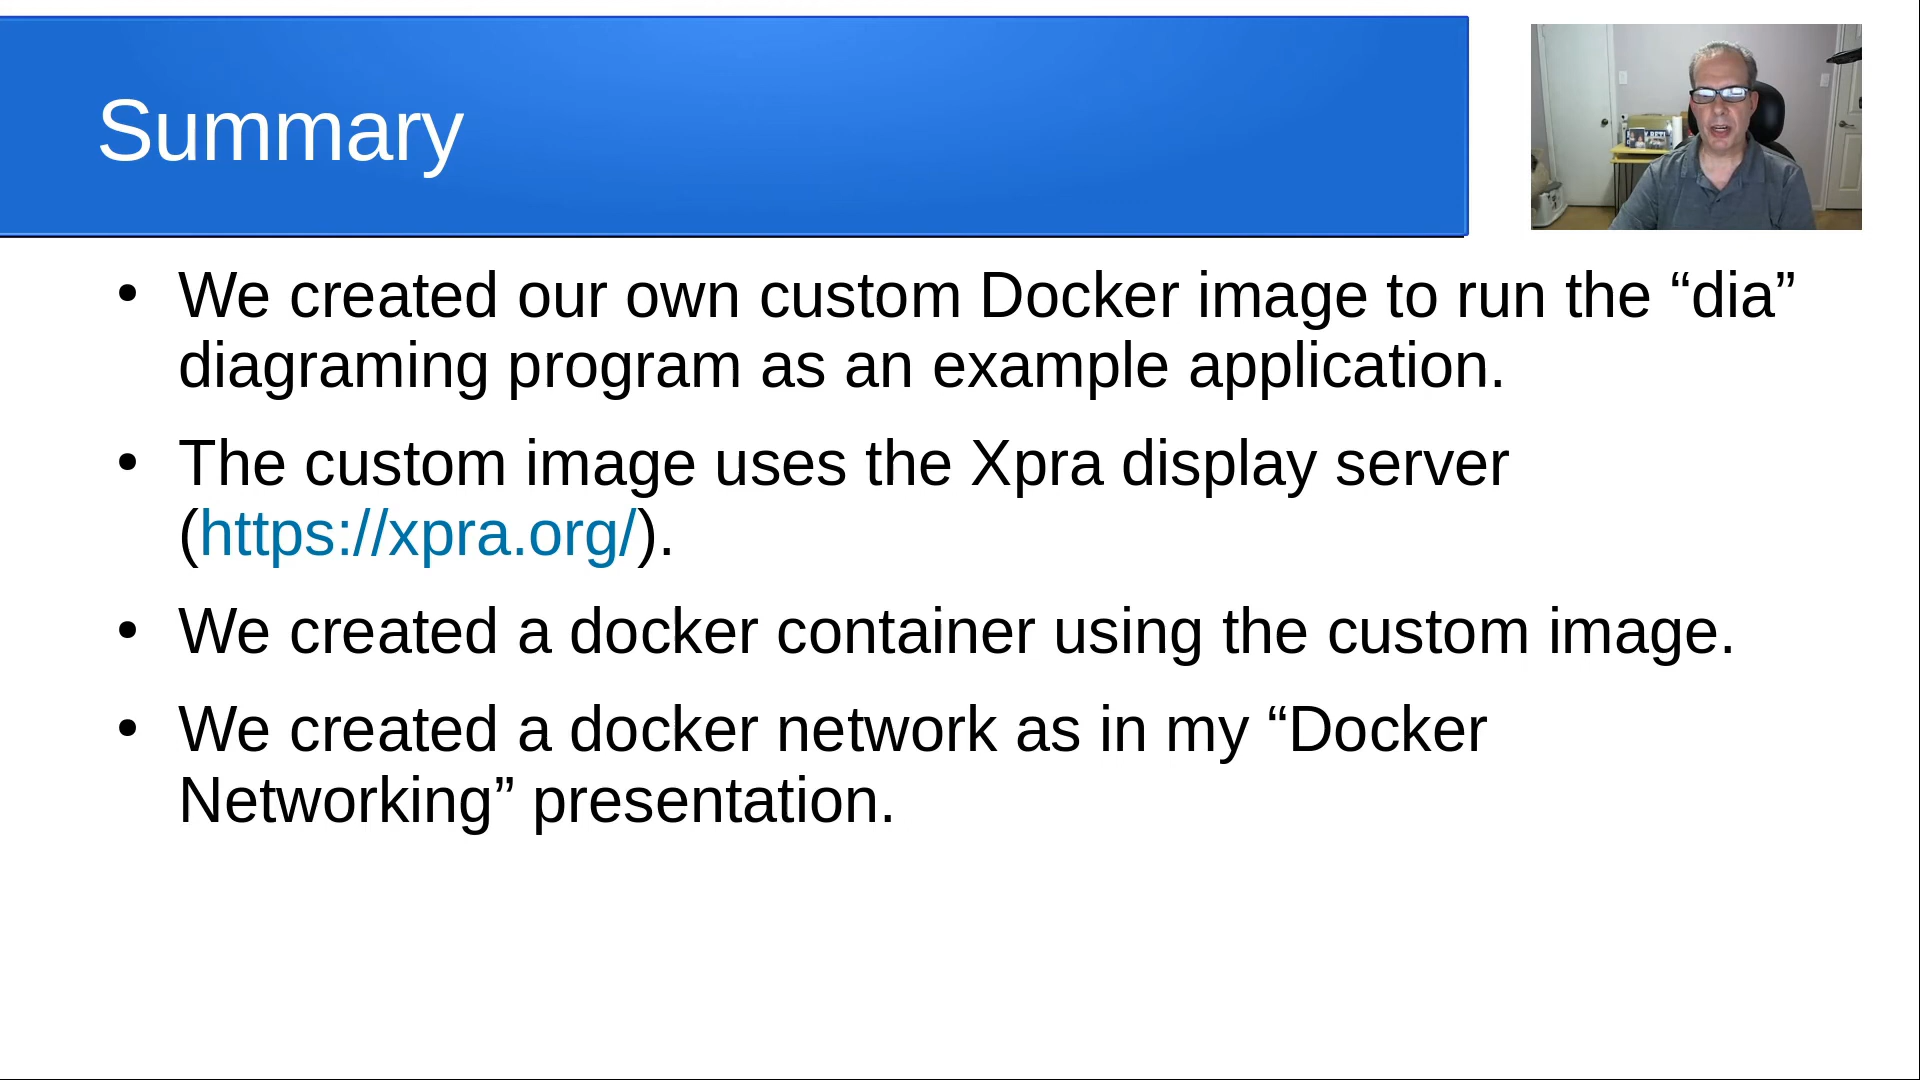 Summary
• We created our own custom Docker image to run the “dia”
diagraming program as an example application.
• The custom image uses the Xpra display server
(https://xpra.org/).
• We created a docker container using the custom image.
• We created a docker network as in my “Docker
Networking” presentation.